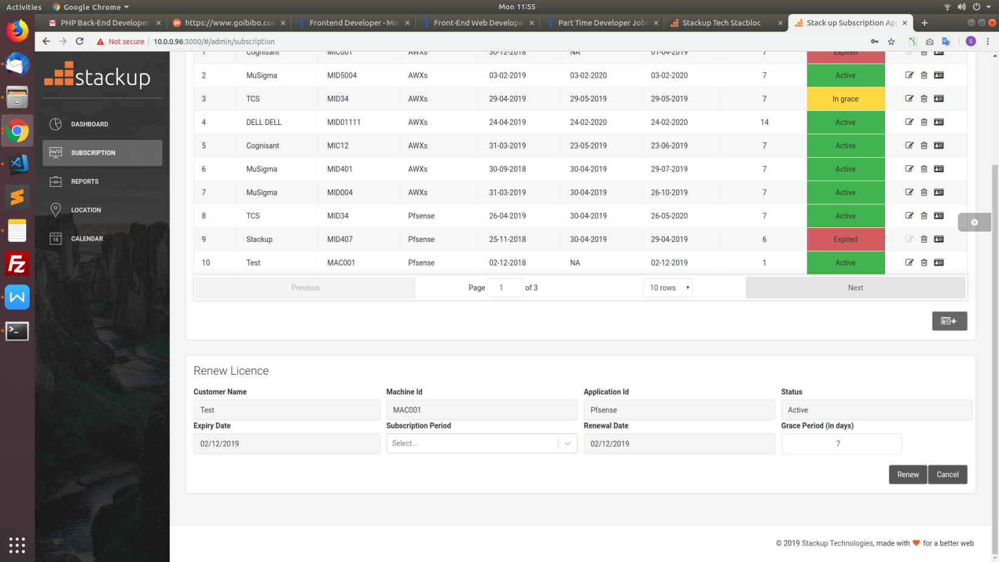 Activities Google Chrome Mon 11:55
PHP Back-End Developer https://www.goibibo.con Frontend Developer - Mor Front-End Web Develope Part Time Developer Jobs Stackup Tech Stacbloc Stack up Subscription App
Not secure 10.0.0.96:3000/#/admin/subscription S
stackup
DASHBOARD
SUBSCRIPTION
REPORTS
LOCATION
15 CALENDAR
1 Cognisant MIC001 AWXs 30-12-2018 NA 01-04-2019 7 Expired
2 MuSigma MID5004 AWXs 03-02-2019 03-02-2020 03-02-2020 7 Active
3 TCS MID34 AWXs 29-04-2019 29-05-2019 29-05-2019 7 In grace
4 DELL DELL MID01111 AWXs 24-04-2019 24-02-2020 24-02-2020 14 Active
5 Cognisant MIC12 AWXs 31-03-2019 23-05-2019 23-06-2019 7 Active
6 MuSigma MID401 AWXs 30-09-2018 30-04-2019 29-07-2019 7 Active
7 MuSigma MID004 AWXs 31-03-2019 30-04-2019 26-10-2019 7 Active
8 TCS MID34 Pfsense 26-04-2019 30-04-2019 26-05-2020 7 Active
9 Stackup MID407 Pfsense 25-11-2018 30-04-2019 29-04-2019 6 Expired
10 Test MAC001 Pfsense 02-12-2018 NA 02-12-2019 1 Active
Previous Page 1 of 3 10 rows Next
Renew Licence
Customer Name Machine Id Application Id Status
Test MAC001 Pfsense Active
Expiry Date Subscription Period Renewal Date Grace Period (in days)
02/12/2019 Select... 02/12/2019 7
Renew Cancel
© 2019 Stackup Technologies, made with for a better web